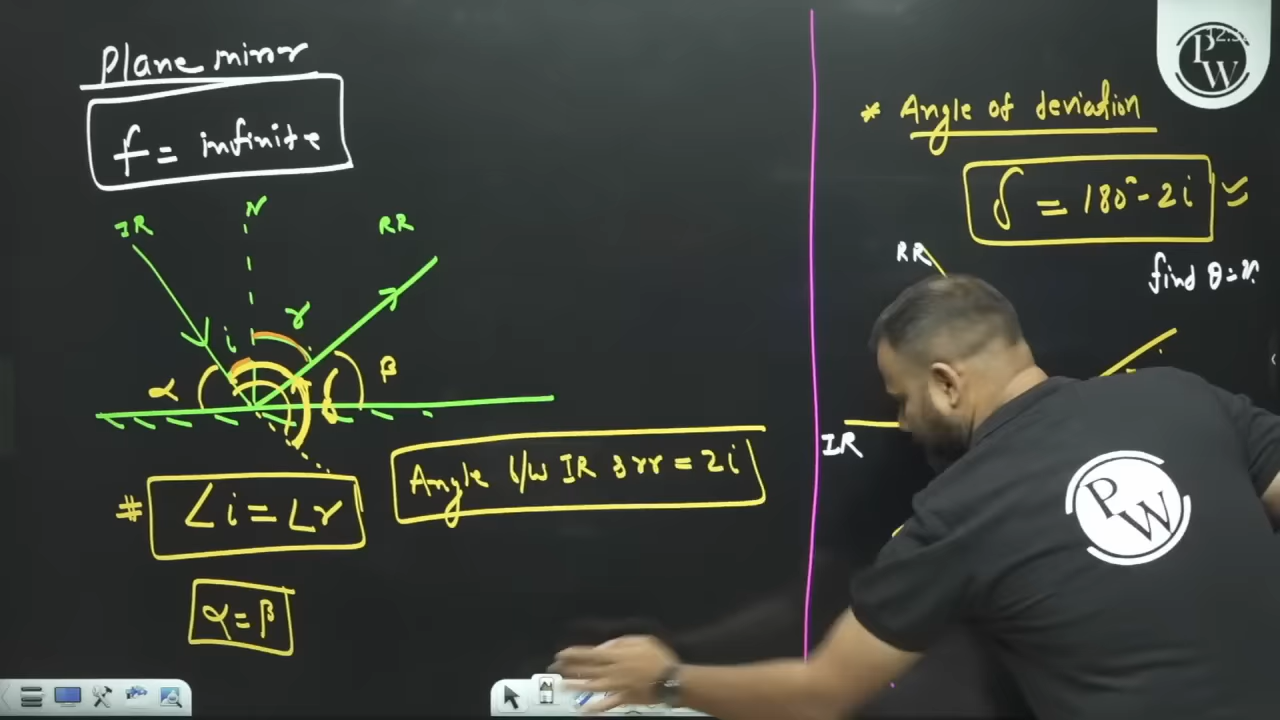 Plane mirror
f = infinite
IR
N
RR
i
r
α
β
# ∠i = ∠r
Angle b/w IR & rr = 2i
α = β
* Angle of deviation
δ = 180° - 2i
RR
find θ = x
IR
PW
PW